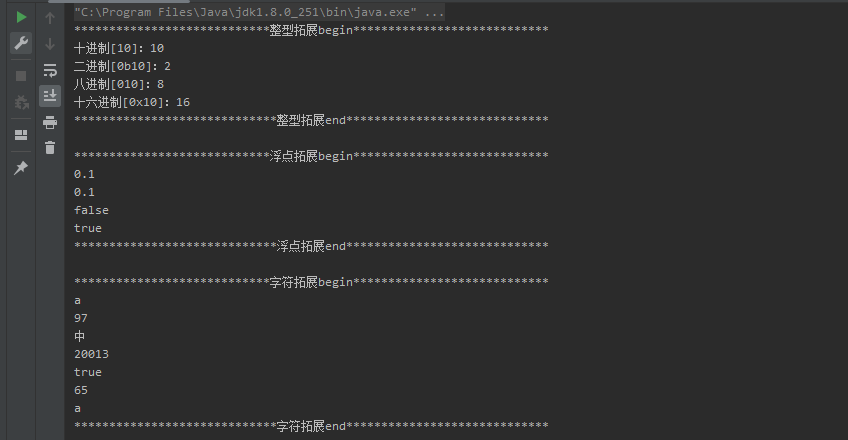 "C:\Program Files\Java\jdk1.8.0_251\bin\java.exe" ...
****************************整型拓展begin****************************
十进制[10]: 10
二进制[0b10]: 2
八进制[010]: 8
十六进制[0x10]: 16
*****************************整型拓展end*****************************
****************************浮点拓展begin****************************
0.1
0.1
false
true
*****************************浮点拓展end*****************************
****************************字符拓展begin****************************
a
97
中
20013
true
65
a
*****************************字符拓展end*****************************